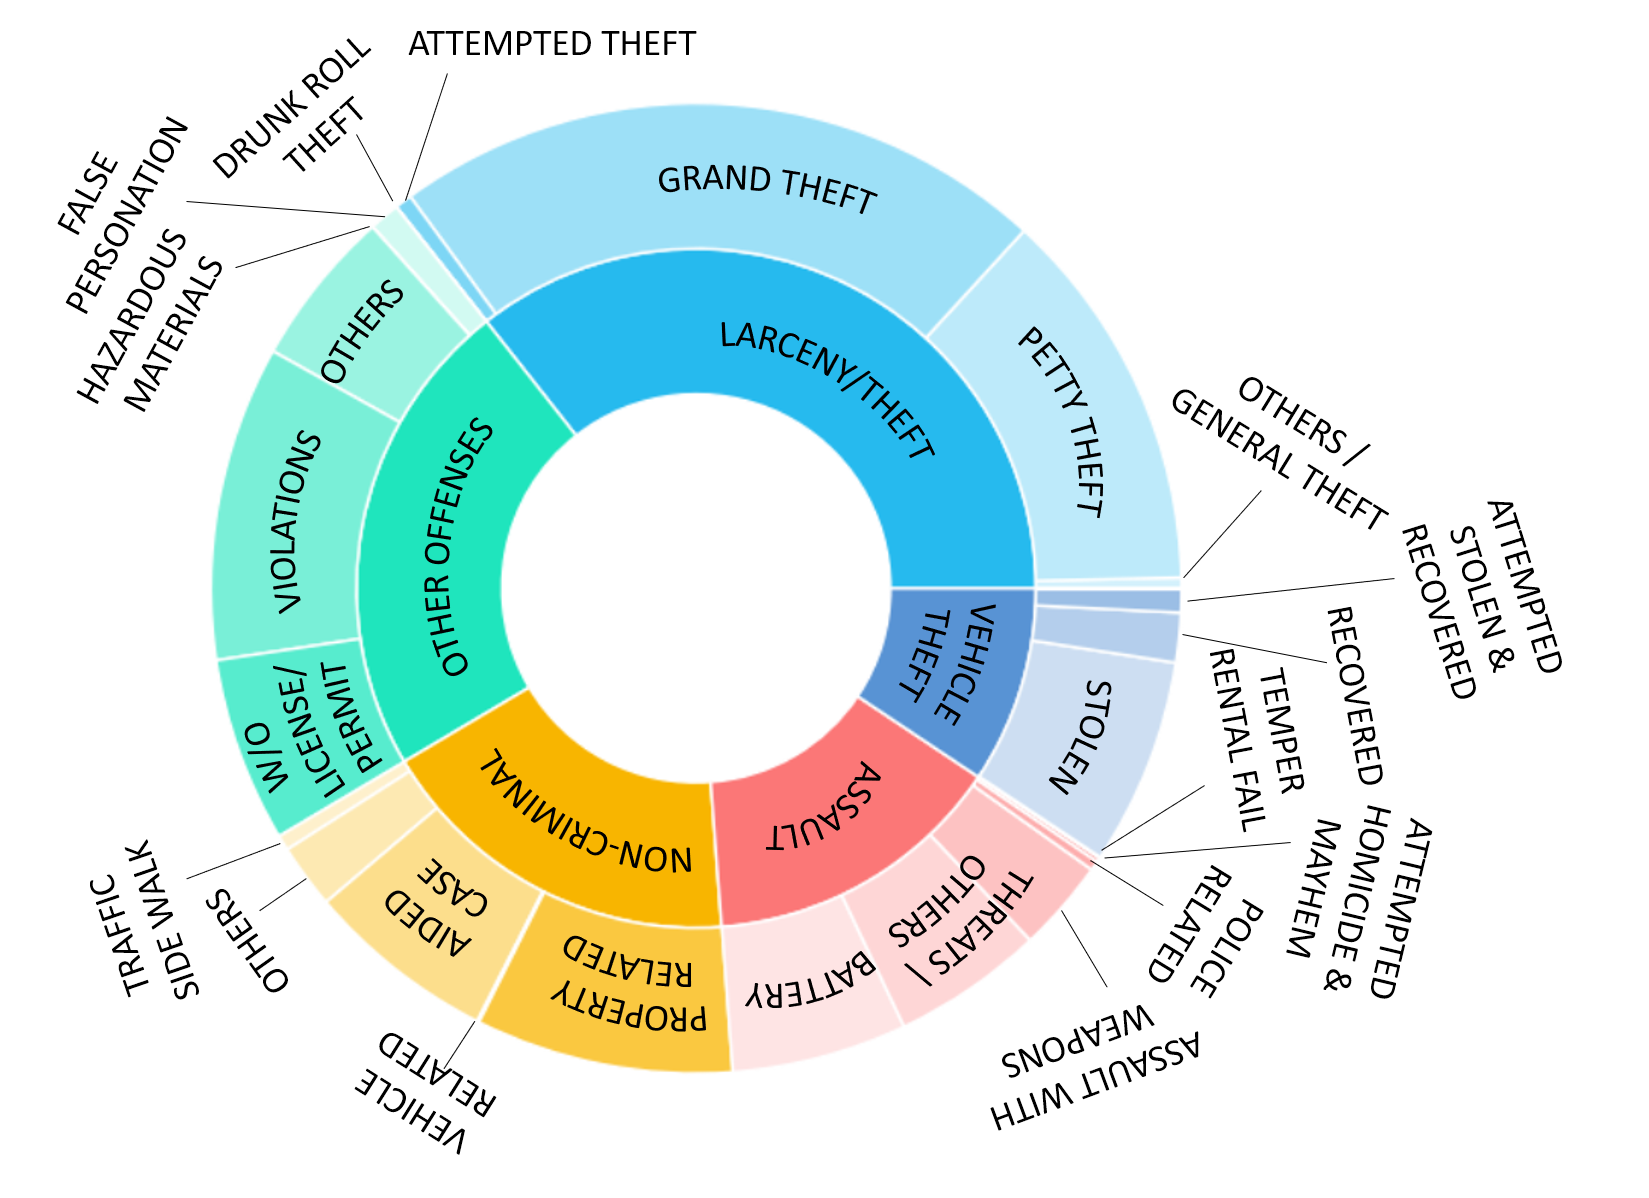 ATTEMPTED THEFT
DRUNK ROLL
THEFT
FALSE
PERSONATION
HAZARDOUS
MATERIALS
GRAND THEFT
LARCENY/THEFT
PETTY THEFT
OTHERS /
GENERAL THEFT
ATTEMPTED
STOLEN &
RECOVERED
RECOVERED
VEHICLE
THEFT
STOLEN
TEMPER
RENTAL FAIL
ATTEMPTED
HOMICIDE &
MAYHEM
POLICE
RELATED
ASSAULT WITH
WEAPONS
ASSAULT
THREATS \
OTHERS
BATTERY
NON-CRIMINAL
PROPERTY
RELATED
VEHICLE
RELATED
AIDED
CASE
OTHERS
TRAFFIC
SIDE WALK
OTHER OFFENSES
W/O
LICENSE/
PERMIT
VIOLATIONS
OTHERS